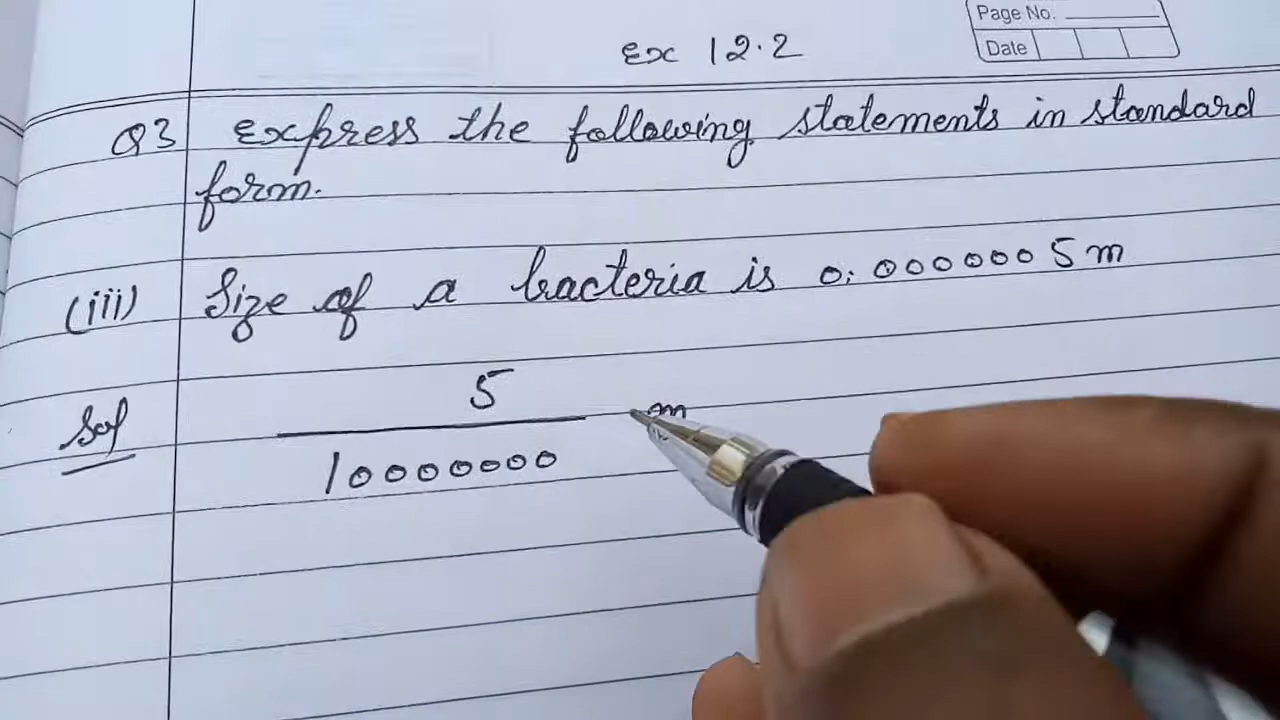 Page No.
Date
Ex 12.2
Q3 Express the following statements in standard
form.
(iii) Size of a bacteria is 0.0000005 m
Sol 5 m
10000000